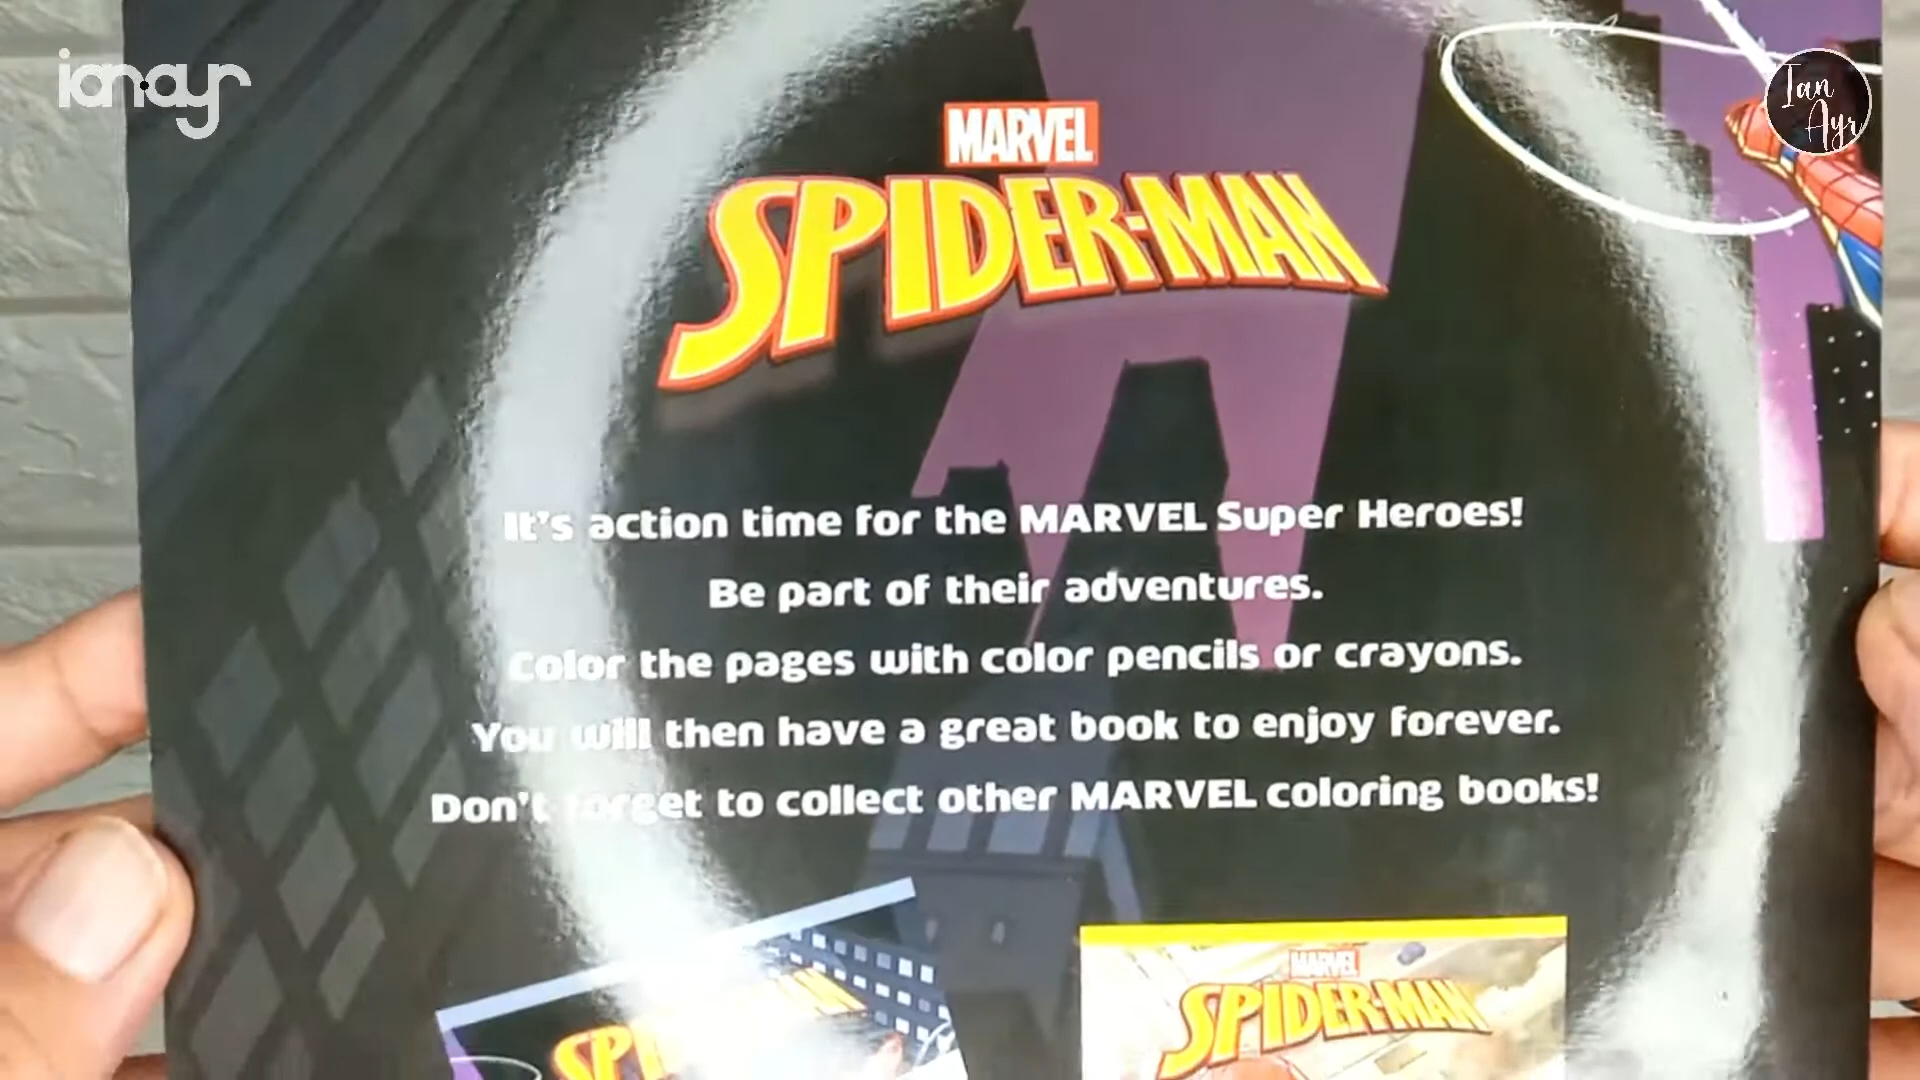 ianayr
Ian
Ayr
MARVEL
SPIDER-MAN
It's action time for the MARVEL Super Heroes!
Be part of their adventures.
Color the pages with color pencils or crayons.
You will then have a great book to enjoy forever.
Don't forget to collect other MARVEL coloring books!
MARVEL
SPIDER-MAN